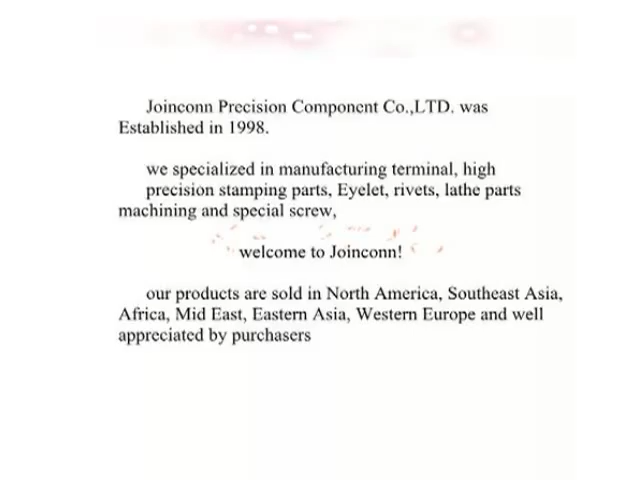 Joinconn Precision Component Co.,LTD. was
Established in 1998.
we specialized in manufacturing terminal, high
precision stamping parts, Eyelet, rivets, lathe parts
machining and special screw,
welcome to Joinconn!
our products are sold in North America, Southeast Asia,
Africa, Mid East, Eastern Asia, Western Europe and well
appreciated by purchasers